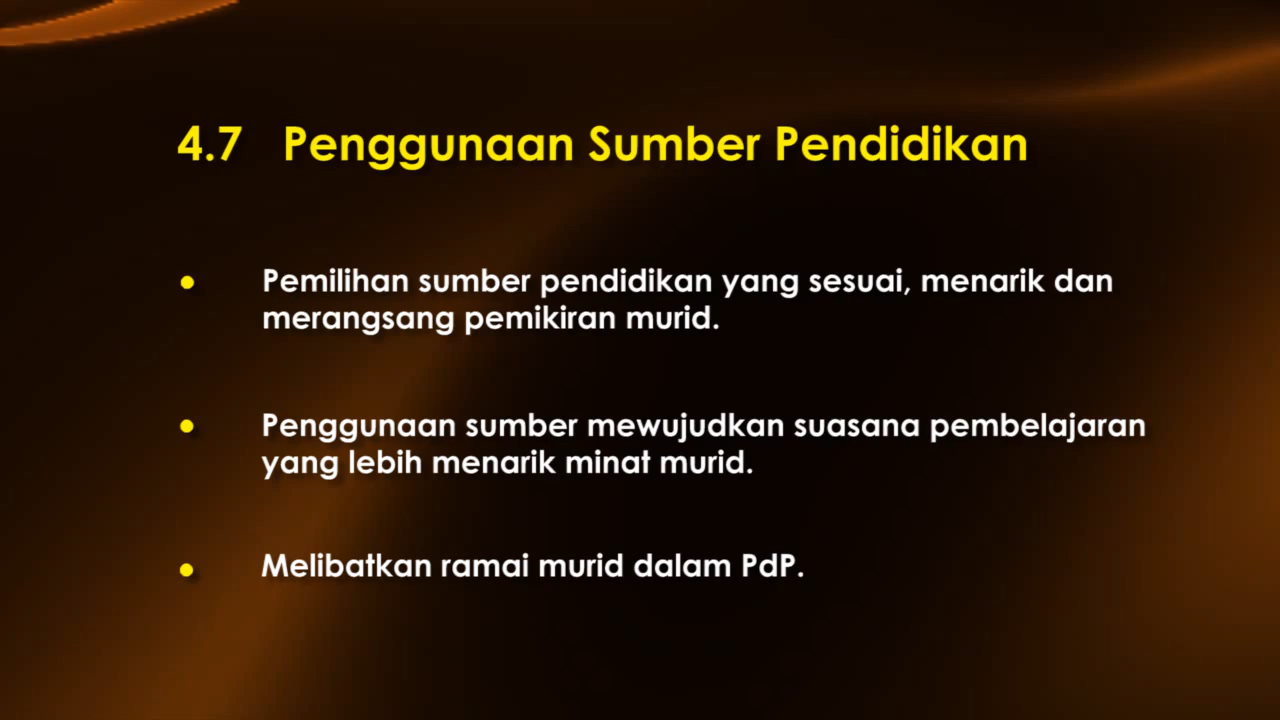 4.7 Penggunaan Sumber Pendidikan
• Pemilihan sumber pendidikan yang sesuai, menarik dan
merangsang pemikiran murid.
• Penggunaan sumber mewujudkan suasana pembelajaran
yang lebih menarik minat murid.
• Melibatkan ramai murid dalam PdP.